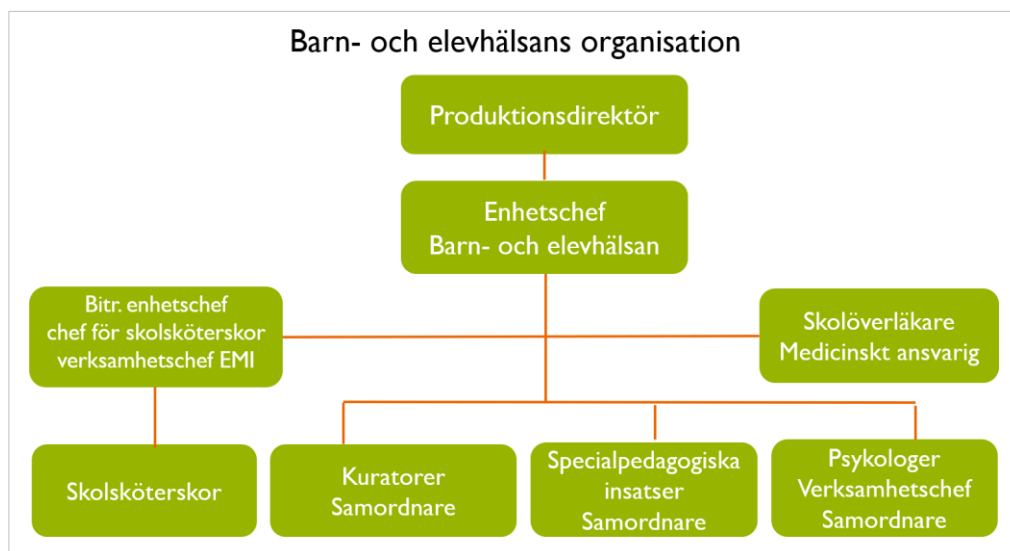 Barn- och elevhälsans organisation
Produktionsdirektör
Enhetschef
Barn- och elevhälsan
Bitr. enhetschef
chef för skolsköterskor
verksamhetschef EMI
Skolöverläkare
Medicinskt ansvarig
Skolsköterskor
Kuratorer
Samordnare
Specialpedagogiska
insatser
Samordnare
Psykologer
Verksamhetschef
Samordnare